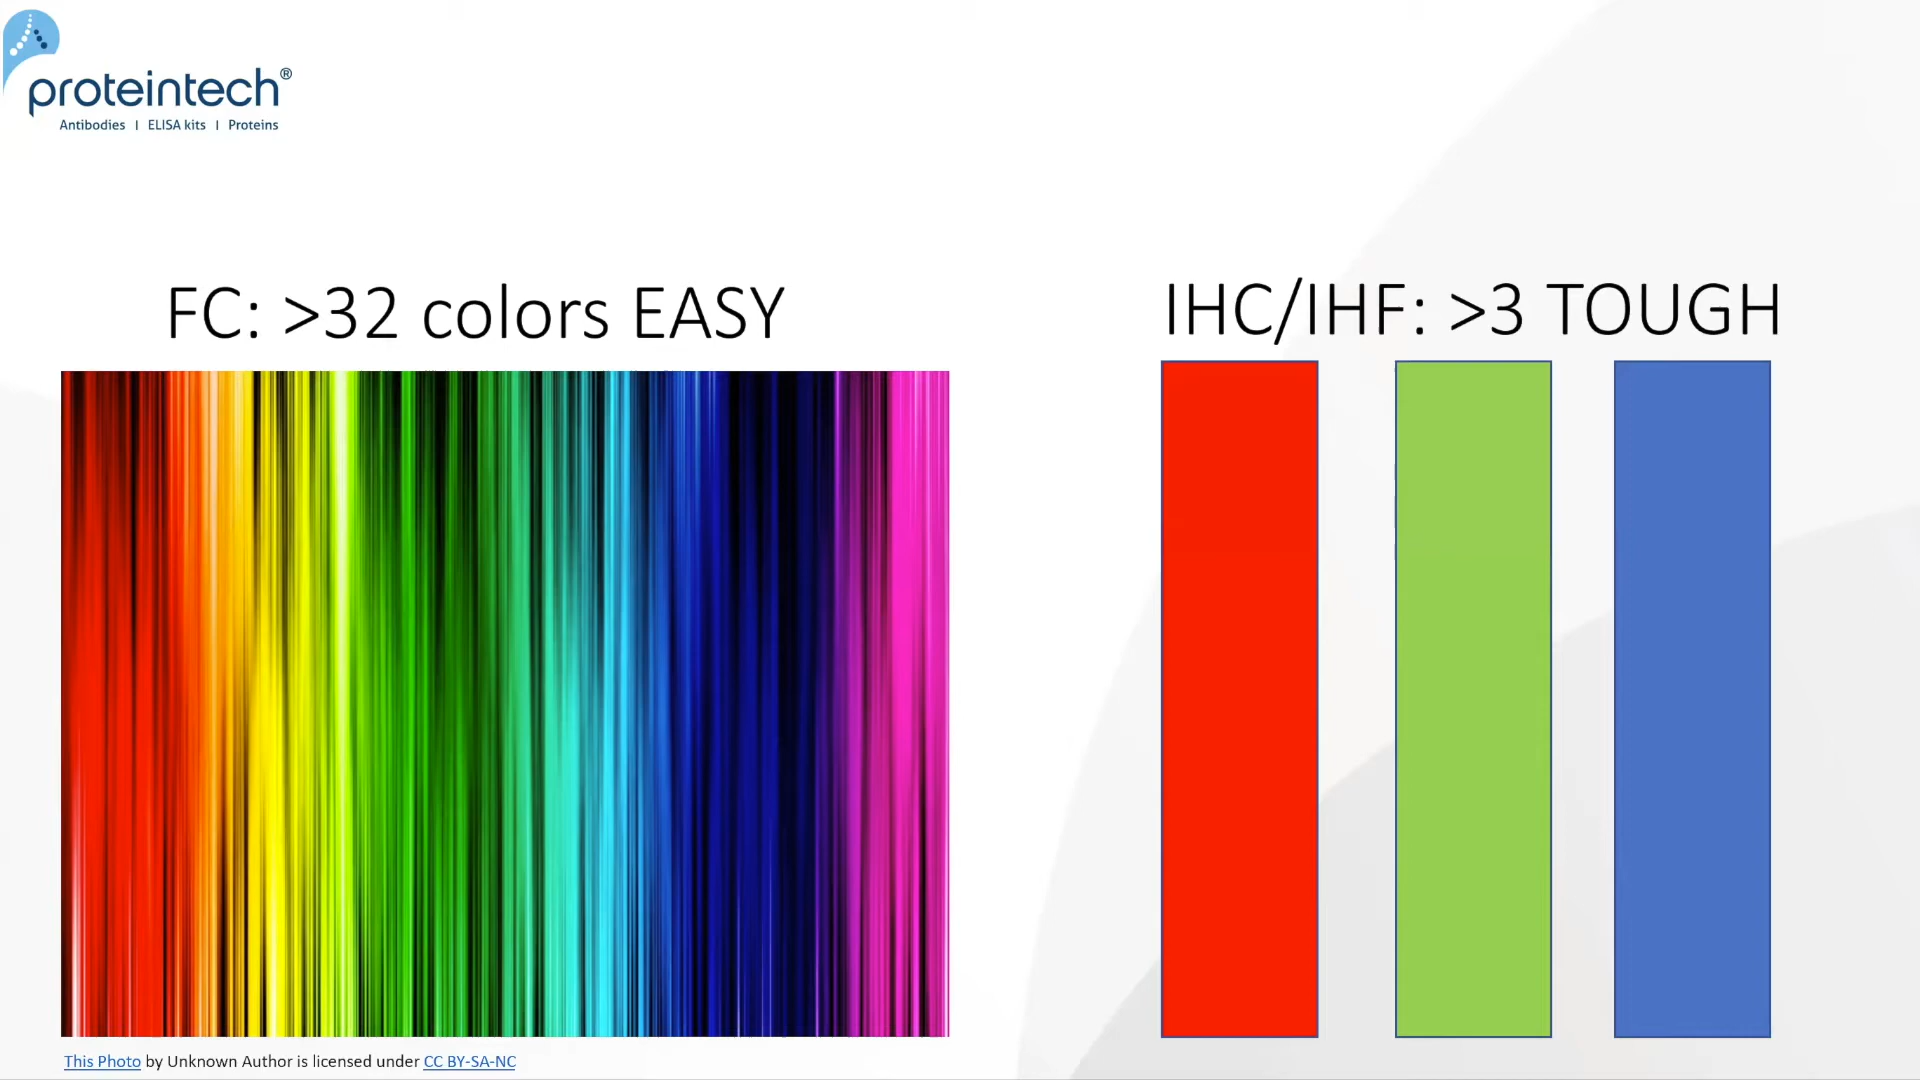 proteintech®
Antibodies | ELISA kits | Proteins
FC: >32 colors EASY
IHC/IHF: >3 TOUGH
This Photo by Unknown Author is licensed under CC BY-SA-NC